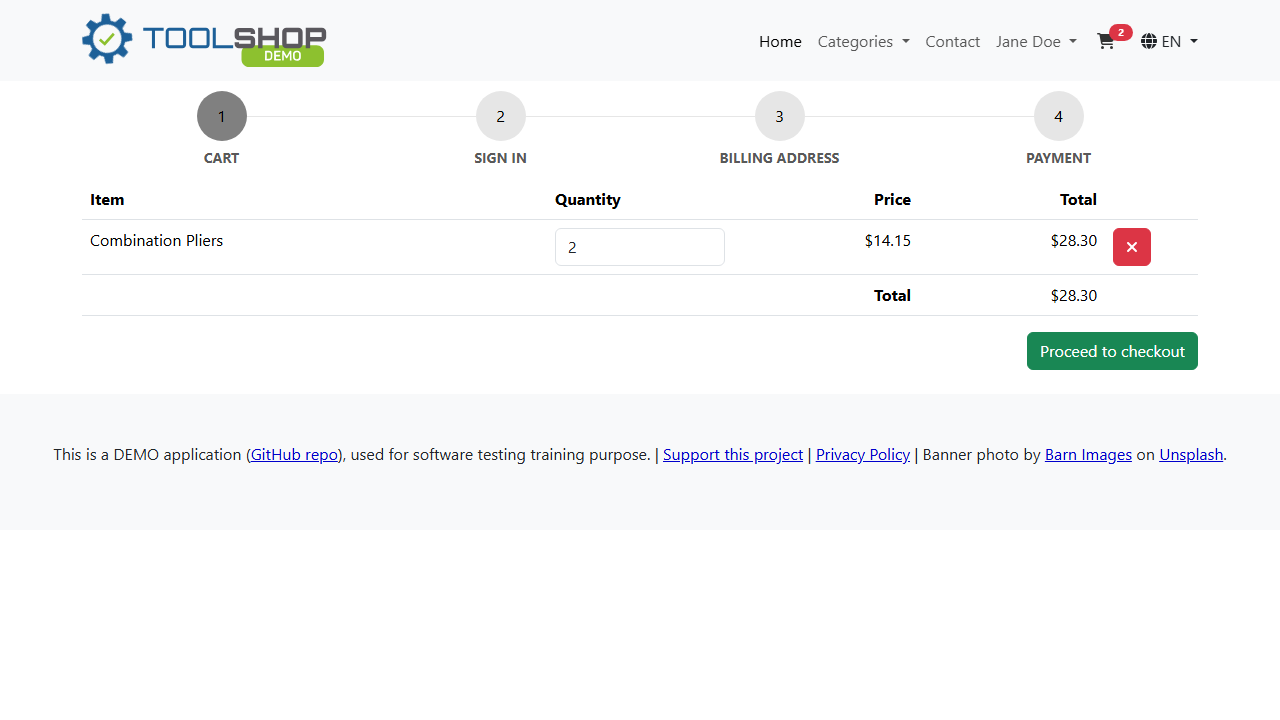 TOOLSHOP
DEMO
Home Categories Contact Jane Doe 2 EN
1 2 3 4
CART SIGN IN BILLING ADDRESS PAYMENT
Item Quantity Price Total
Combination Pliers 2 $14.15 $28.30
Total $28.30
Proceed to checkout
This is a DEMO application (GitHub repo), used for software testing training purpose. | Support this project | Privacy Policy | Banner photo by Barn Images on Unsplash.